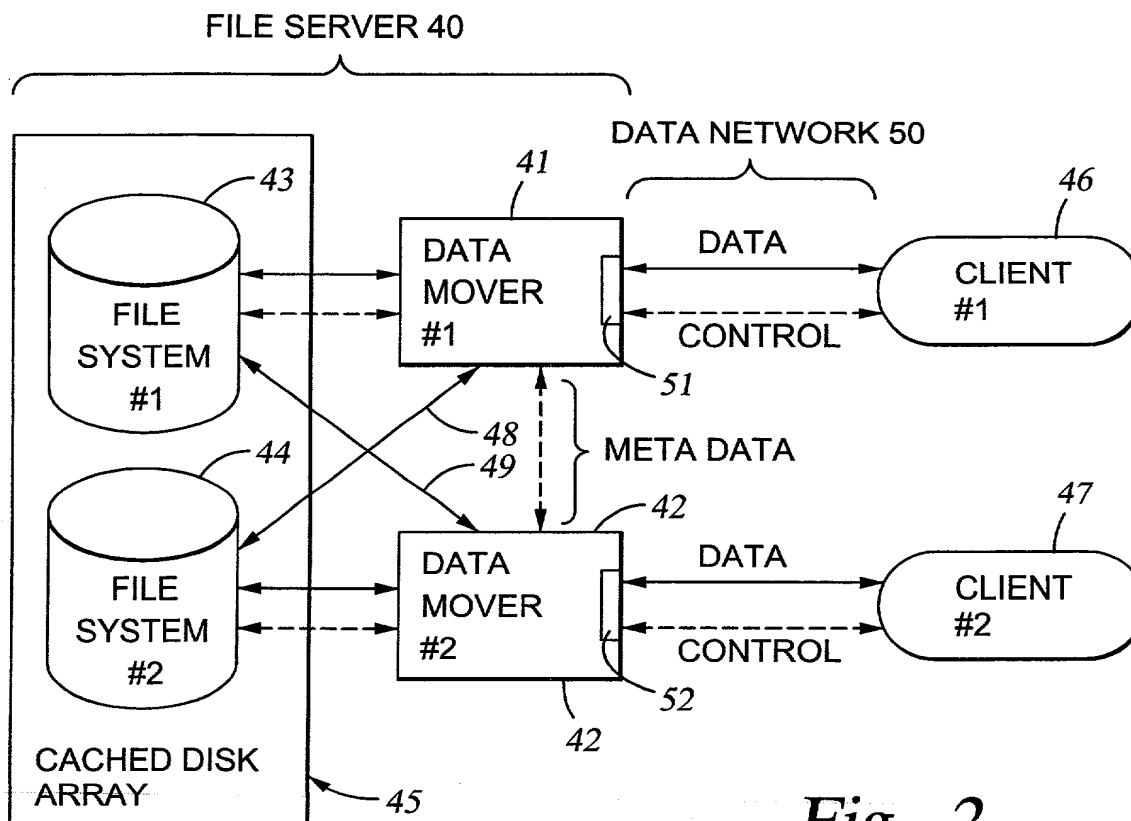 FILE SERVER 40
DATA NETWORK 50
43
41
46
FILE
SYSTEM
#1
DATA
MOVER
#1
DATA
CONTROL
CLIENT
#1
51
48
49
META DATA
44
42
47
FILE
SYSTEM
#2
DATA
MOVER
#2
DATA
CONTROL
CLIENT
#2
52
42
CACHED DISK
ARRAY
45
Fig. 2